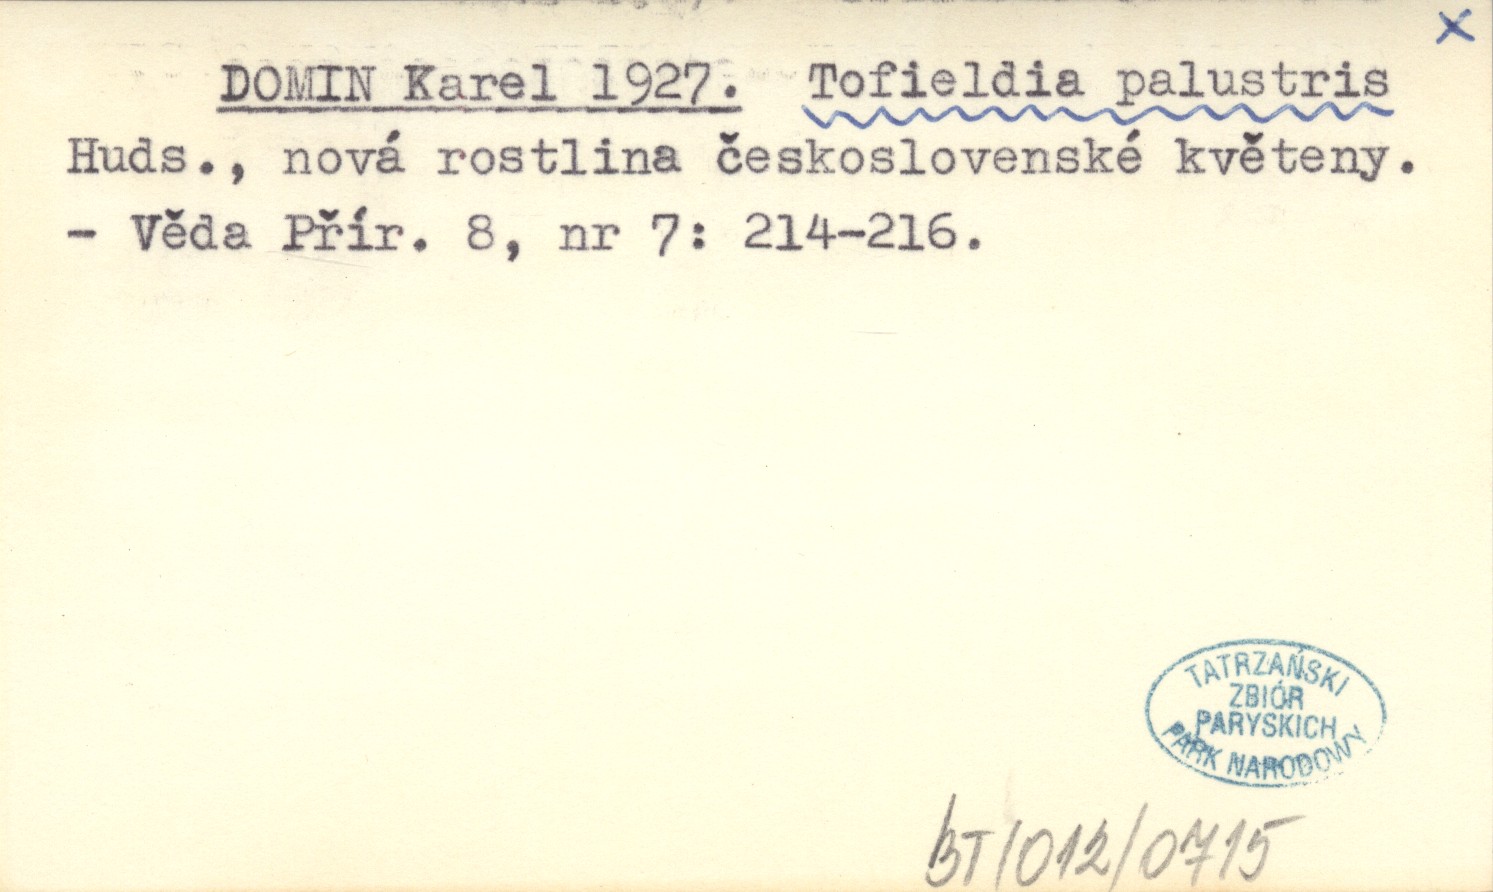 DOMIN Karel 1927. Tofieldia palustris
Huds., nová rostlina československé květeny.
- Věda Přír. 8, nr 7: 214-216.
TATRZAŃSKI
ZBIÓR
PARYSKICH
PARK NARODOWY
BT/012/0715